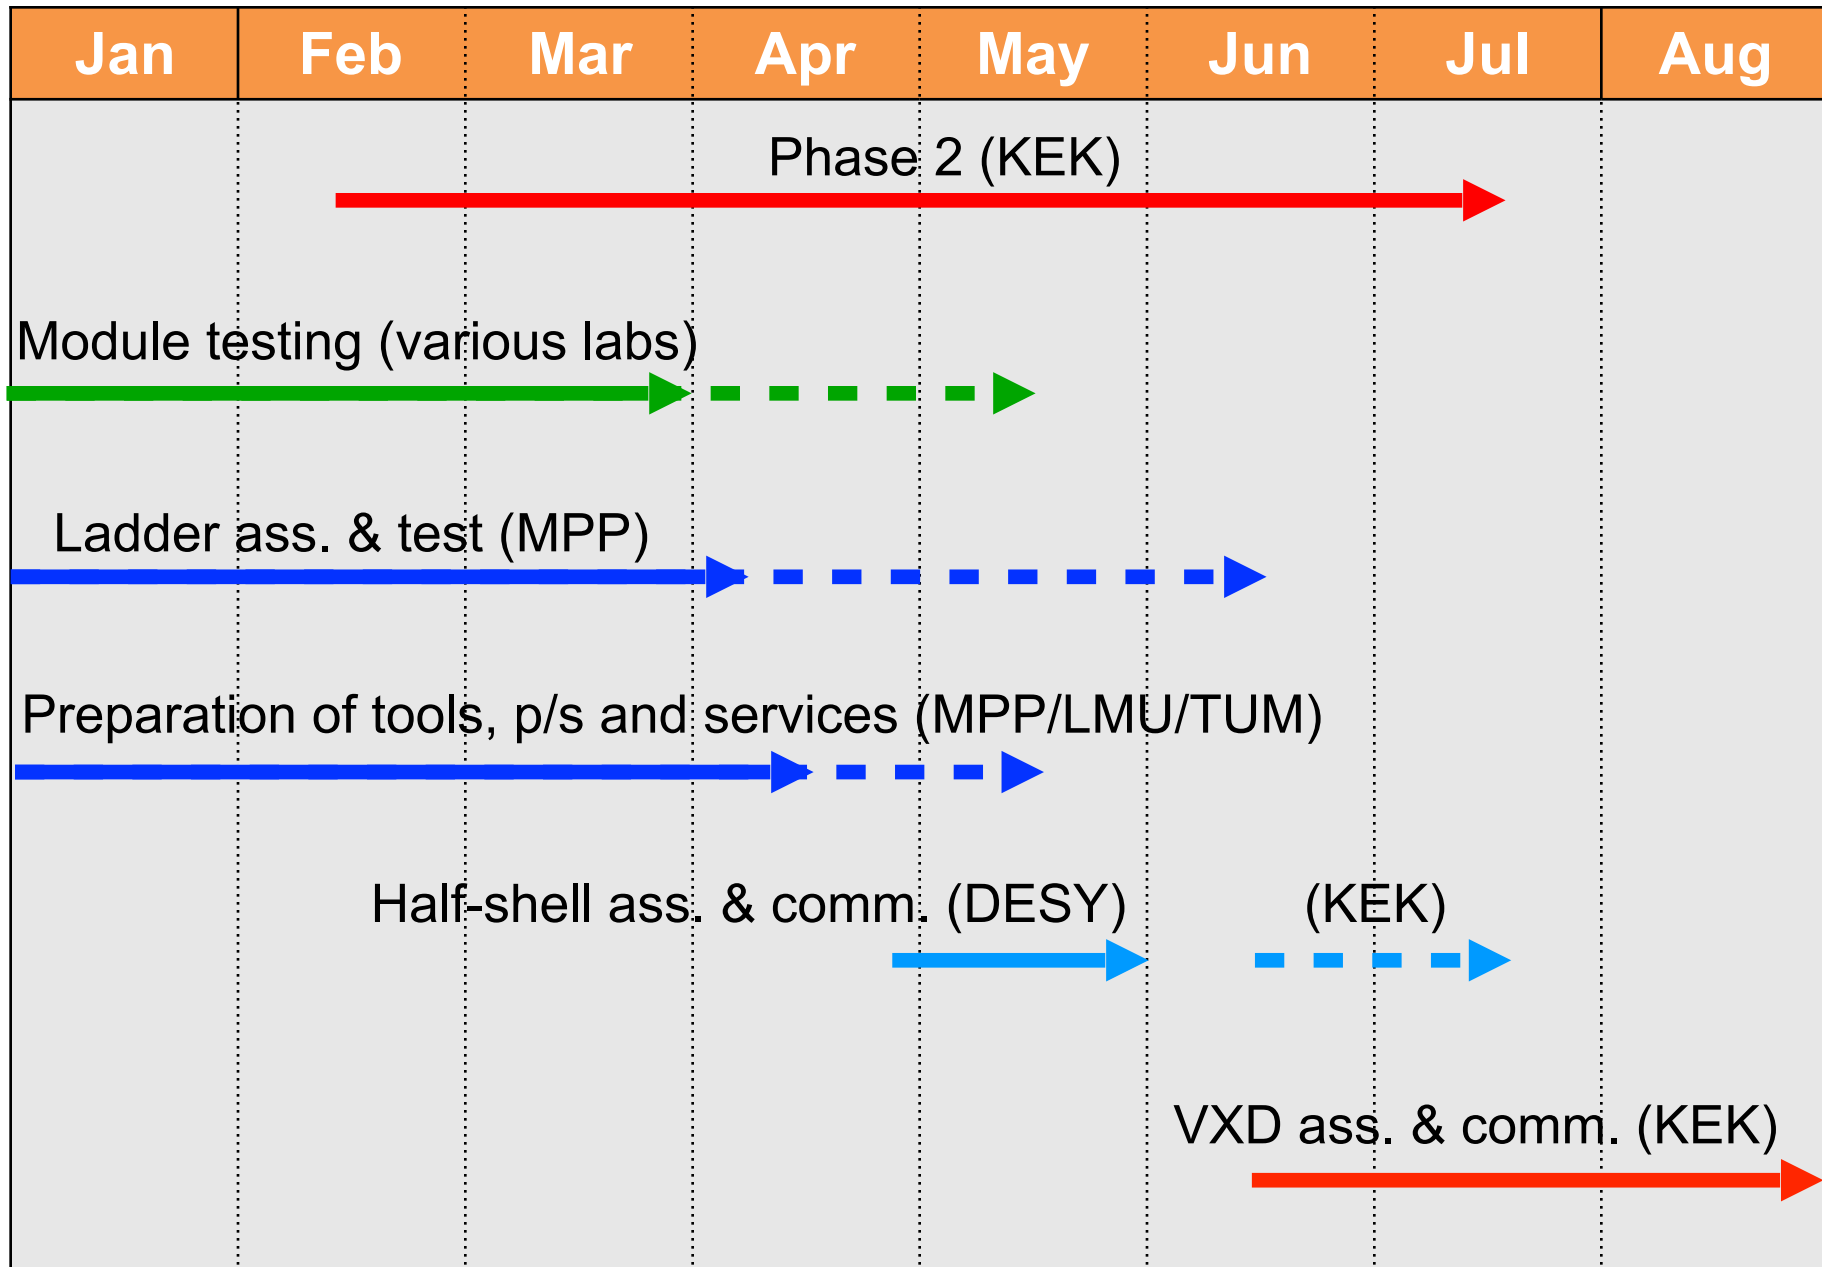 Jan Feb Mar Apr May Jun Jul Aug
Phase 2 (KEK)
Module testing (various labs)
Ladder ass. & test (MPP)
Preparation of tools, p/s and services (MPP/LMU/TUM)
Half-shell ass. & comm. (DESY) (KEK)
VXD ass. & comm. (KEK)